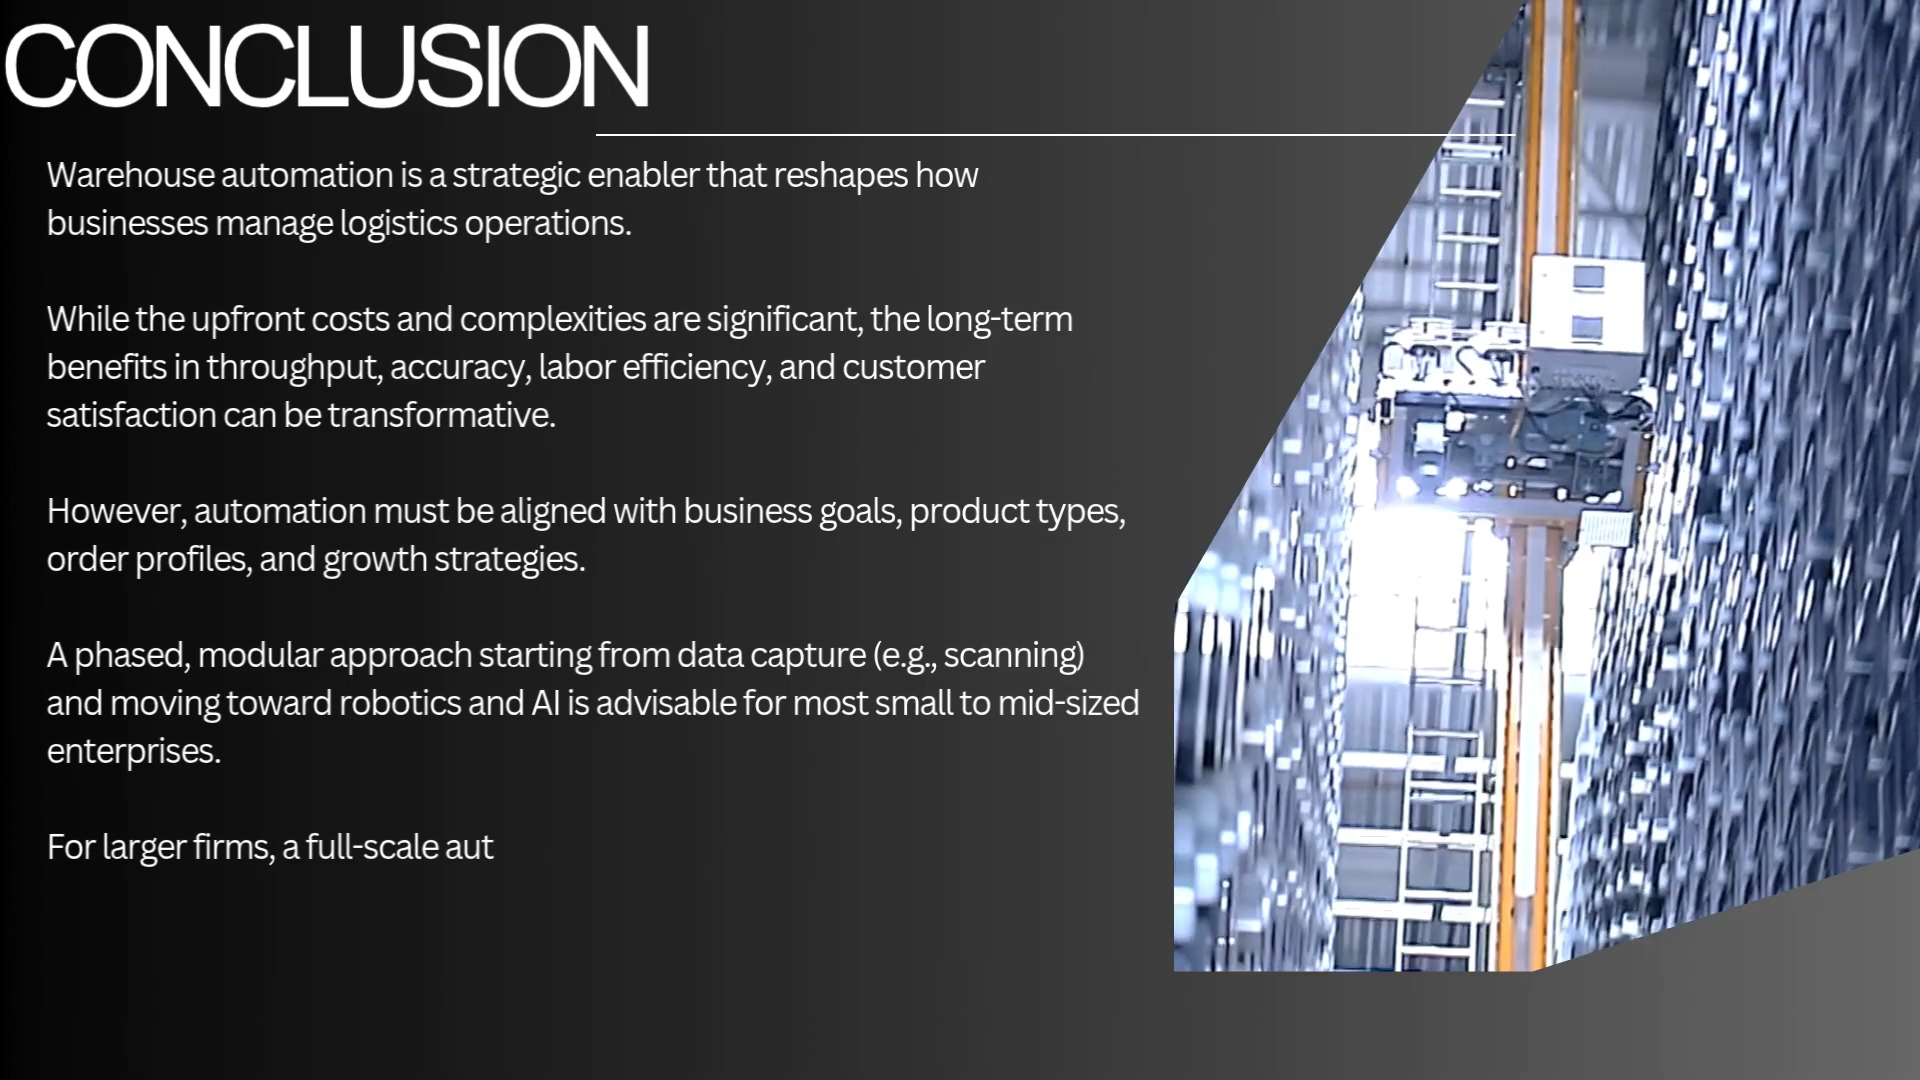 CONCLUSION
Warehouse automation is a strategic enabler that reshapes how
businesses manage logistics operations.
While the upfront costs and complexities are significant, the long-term
benefits in throughput, accuracy, labor efficiency, and customer
satisfaction can be transformative.
However, automation must be aligned with business goals, product types,
order profiles, and growth strategies.
A phased, modular approach starting from data capture (e.g., scanning)
and moving toward robotics and AI is advisable for most small to mid-sized
enterprises.
For larger firms, a full-scale aut